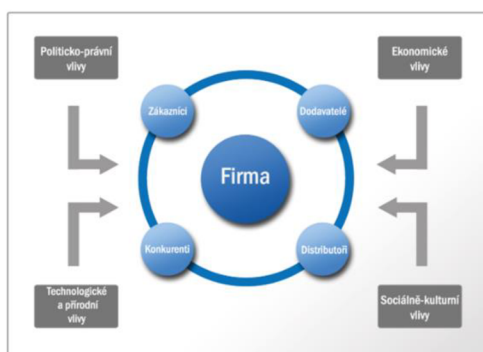 Politicko-právní
vlivy
Ekonomické
vlivy
Zákazníci
Dodavatelé
Firma
Konkurenti
Distributoři
Technologické
a přírodní
vlivy
Sociálně-kulturní
vlivy